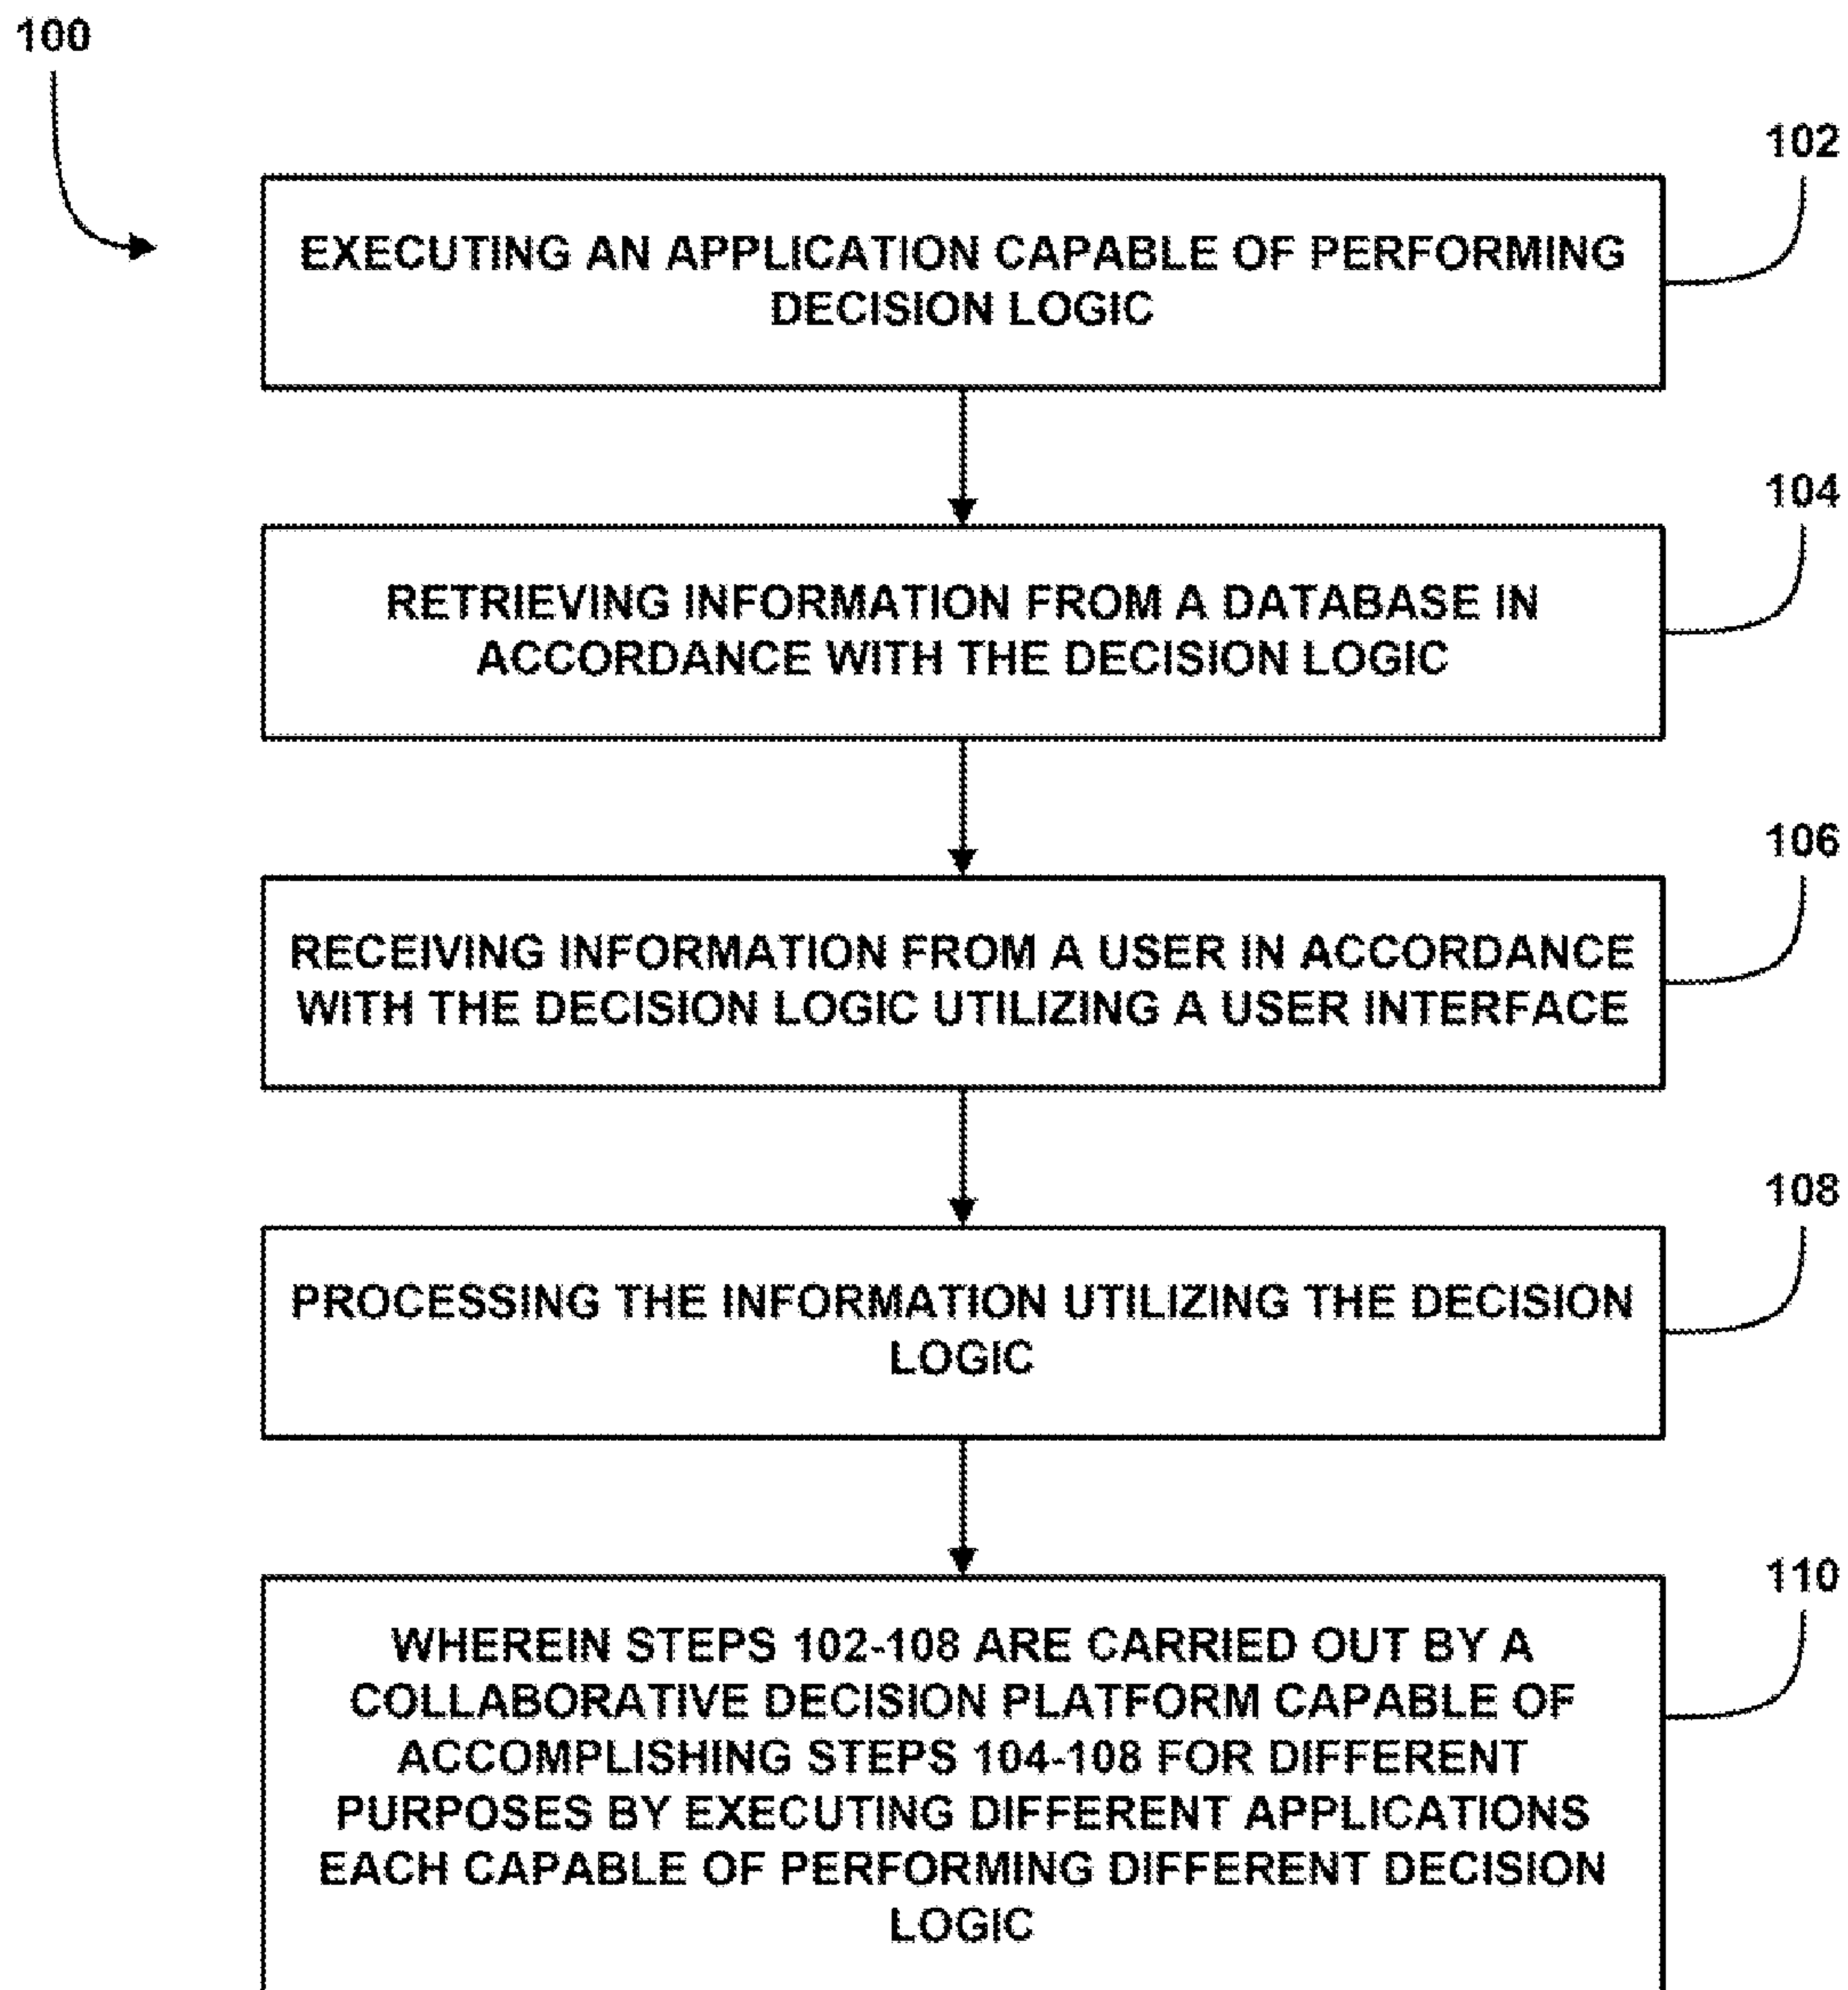 100
102
EXECUTING AN APPLICATION CAPABLE OF PERFORMING
DECISION LOGIC
104
RETRIEVING INFORMATION FROM A DATABASE IN
ACCORDANCE WITH THE DECISION LOGIC
106
RECEIVING INFORMATION FROM A USER IN ACCORDANCE
WITH THE DECISION LOGIC UTILIZING A USER INTERFACE
108
PROCESSING THE INFORMATION UTILIZING THE DECISION
LOGIC
110
WHEREIN STEPS 102-108 ARE CARRIED OUT BY A
COLLABORATIVE DECISION PLATFORM CAPABLE OF
ACCOMPLISHING STEPS 104-108 FOR DIFFERENT
PURPOSES BY EXECUTING DIFFERENT APPLICATIONS
EACH CAPABLE OF PERFORMING DIFFERENT DECISION
LOGIC